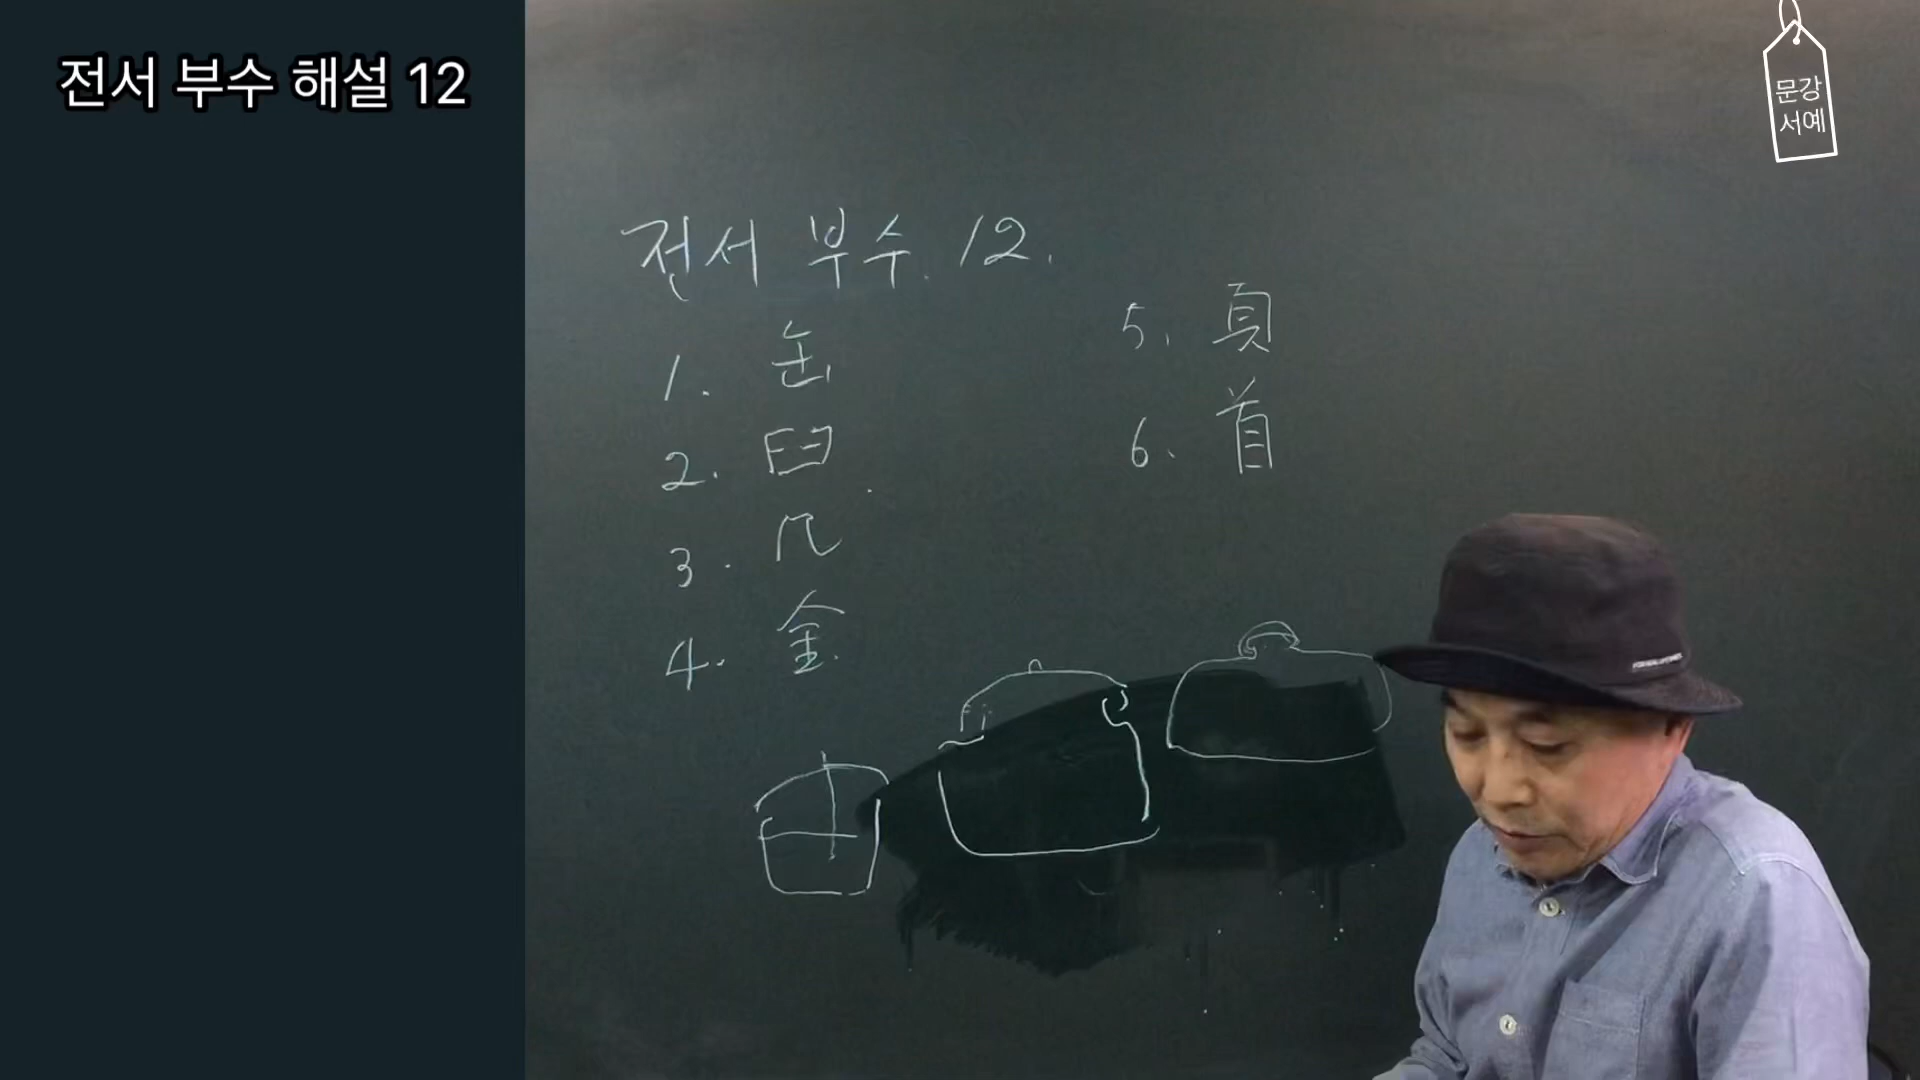 전서 부수 해설 12
문강
서예
전서 부수. 12.
1. 缶
2. 臼
3. 几
4. 金
5. 頁
6. 首